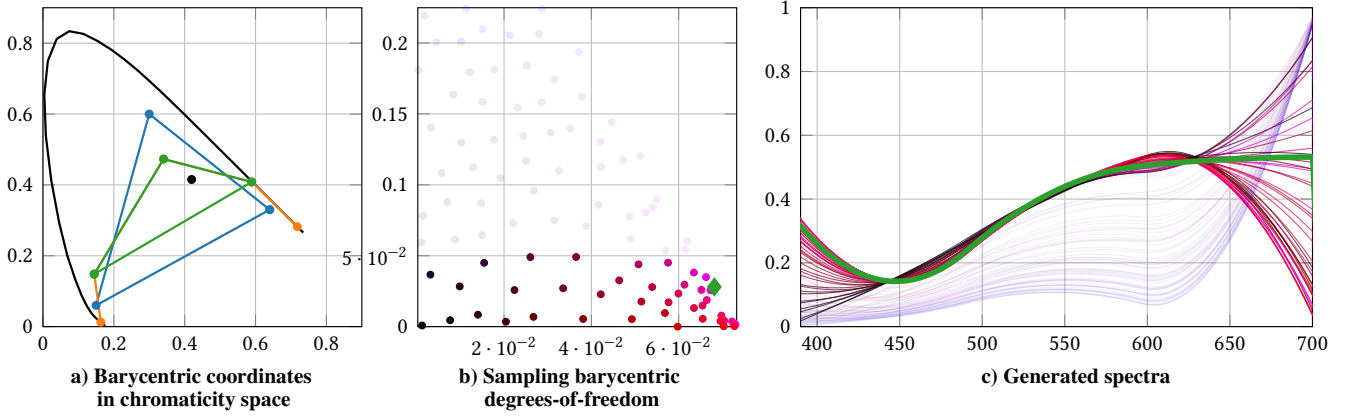 0.8
0.6
0.4
0.2
0
0 0.2 0.4 0.6 0.8
a) Barycentric coordinates
in chromaticity space
0.2
0.15
0.1
5 · 10⁻²
0
2 · 10⁻² 4 · 10⁻² 6 · 10⁻²
b) Sampling barycentric
degrees-of-freedom
1
0.8
0.6
0.4
0.2
0
400 450 500 550 600 650 700
c) Generated spectra